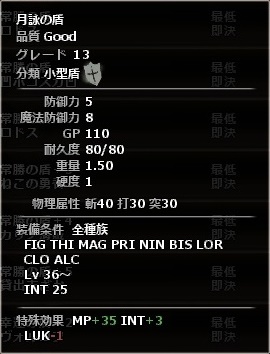 月詠の盾
品質 Good
グレード 13
分類 小型盾
防御力 5
魔法防御力 8
GP 110
耐久度 80/80
重量 1.50
硬度 1
物理属性 斬40 打30 突30
装備条件 全種族
FIG THI MAG PRI NIN BIS LOR
CLO ALC
Lv 36～
INT 25
特殊効果 MP+35 INT+3
LUK-1